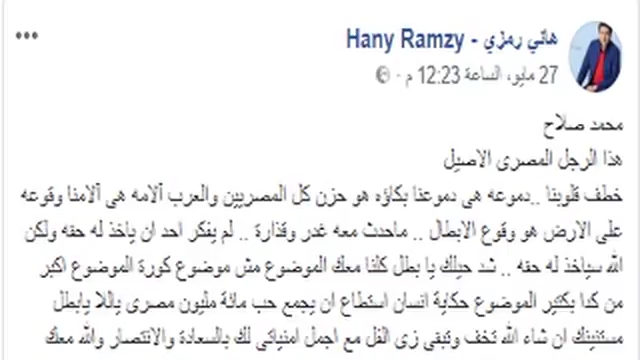 هاني رمزي - Hany Ramzy
27 مايو، الساعة 12:23 م ·
محمد صلاح
هذا الرجل المصرى الاصيل
خطف قلوبنا ..دموعه هى دموعنا بكاؤه هو حزن كل المصريين والعرب آلامه هى آلامنا وقوعه
على الارض هو وقوع الابطال .. ماحدث معه غدر وقذارة .. لم يفكر احد ان ياخذ له حقه ولكن
الله سياخذ له حقه .. شد حيلك يا بطل كلنا معك الموضوع مش موضوع كورة الموضوع اكبر
من كدا بكتير الموضوع حكاية انسان استطاع ان يجمع حب مائة مليون مصرى ياللا يابطل
مستنينك ان شاء الله تخف وتبقى زى الفل مع اجمل امنياتى لك بالسعادة والانتصار والله معك